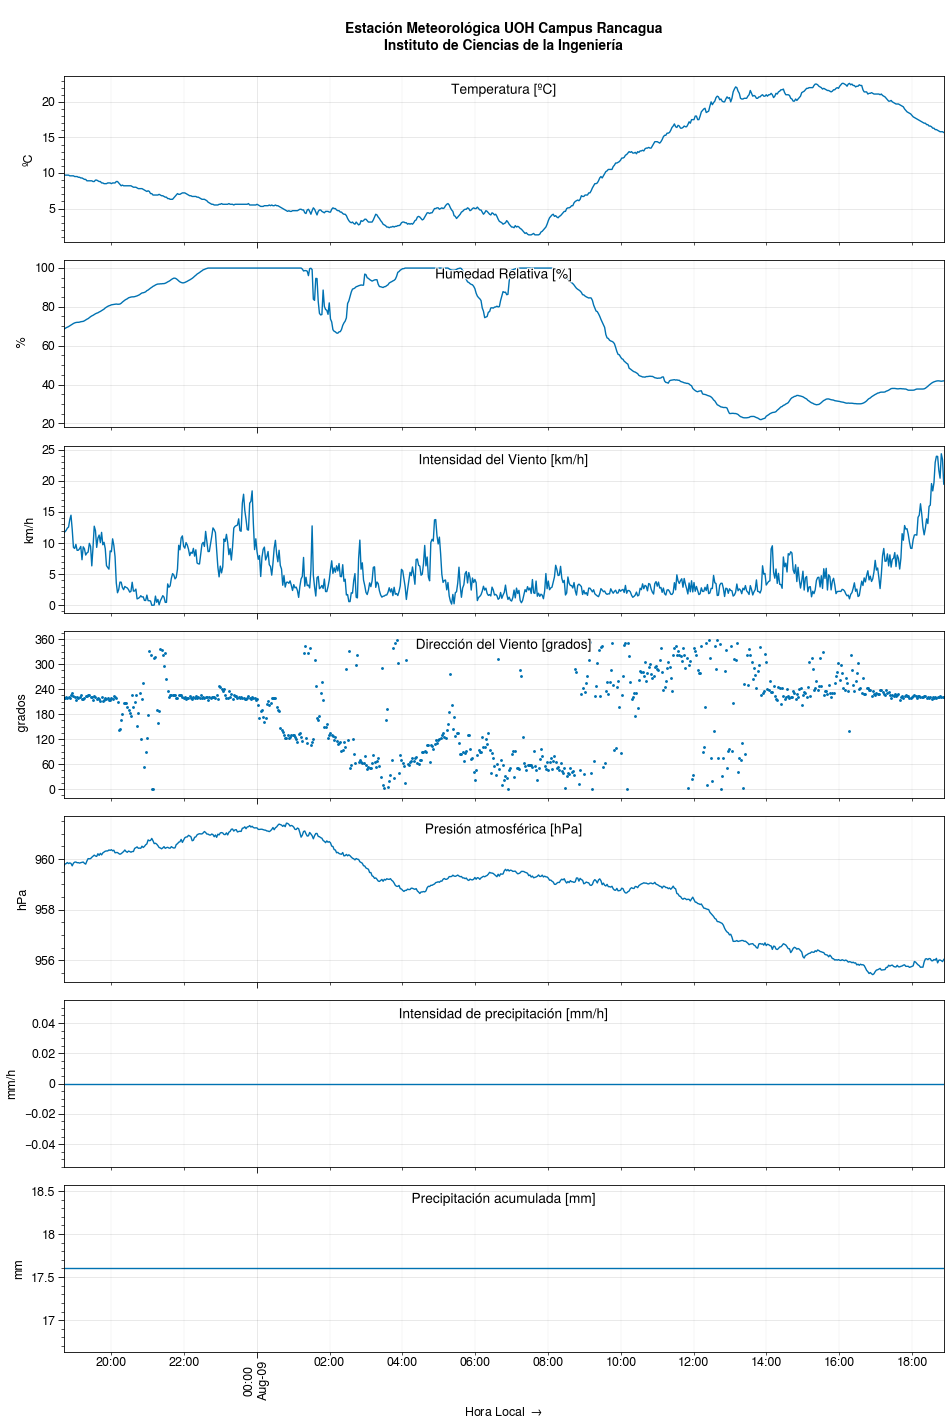 Estación Meteorológica UOH Campus Rancagua
Instituto de Ciencias de la Ingeniería
Temperatura [ºC]
ºC
20
15
10
5
Humedad Relativa [%]
%
100
80
60
40
20
Intensidad del Viento [km/h]
km/h
25
20
15
10
5
0
Dirección del Viento [grados]
grados
360
300
240
180
120
60
0
Presión atmosférica [hPa]
hPa
960
958
956
Intensidad de precipitación [mm/h]
mm/h
0.04
0.02
0
−0.02
−0.04
Precipitación acumulada [mm]
mm
18.5
18
17.5
17
20:00
22:00
00:00
Aug-09
02:00
04:00
06:00
08:00
10:00
12:00
14:00
16:00
18:00
Hora Local →